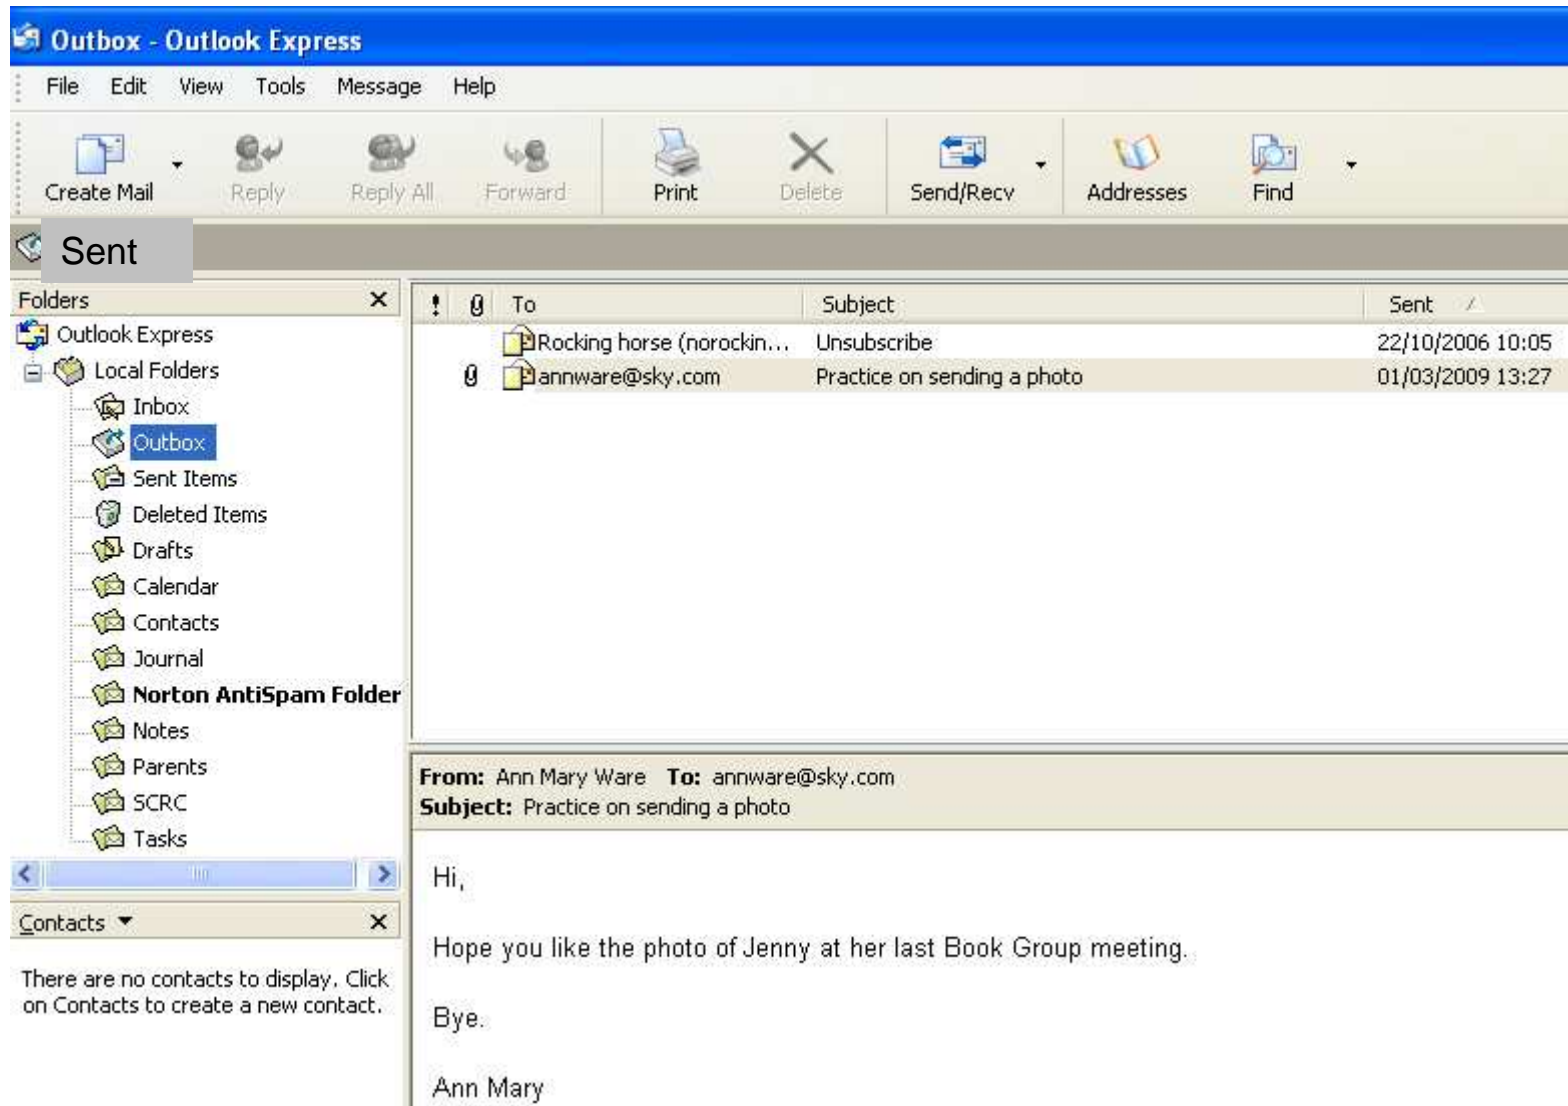 Outbox - Outlook Express
File Edit View Tools Message Help
Create Mail Reply Reply All Forward Print Delete Send/Recv Addresses Find
Sent
Folders
Outlook Express
Local Folders
Inbox
Outbox
Sent Items
Deleted Items
Drafts
Calendar
Contacts
Journal
Norton AntiSpam Folder
Notes
Parents
SCRC
Tasks
Contacts
There are no contacts to display. Click
on Contacts to create a new contact.
! To Subject Sent
Rocking horse (norockin... Unsubscribe 22/10/2006 10:05
annware@sky.com Practice on sending a photo 01/03/2009 13:27
From: Ann Mary Ware To: annware@sky.com
Subject: Practice on sending a photo
Hi,
Hope you like the photo of Jenny at her last Book Group meeting.
Bye.
Ann Mary